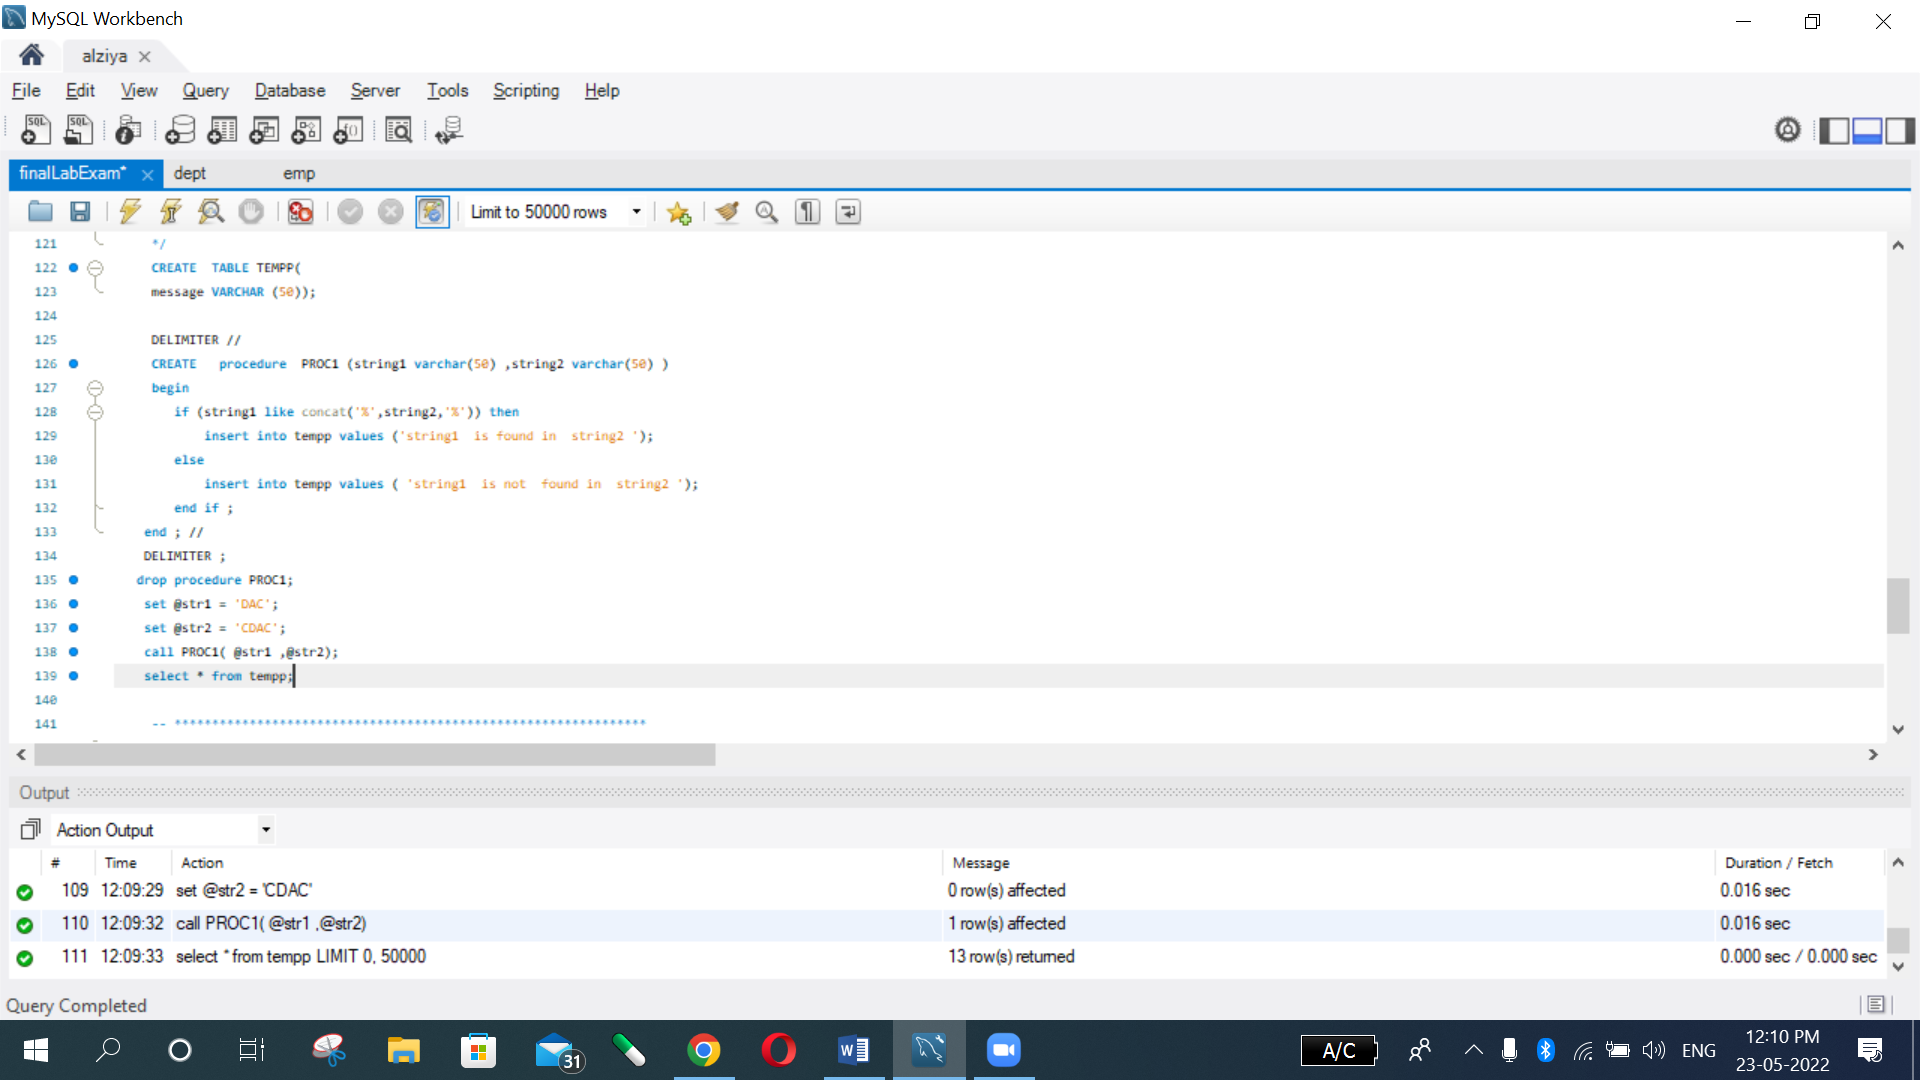 MySQL Workbench
alziya
File Edit View Query Database Server Tools Scripting Help
finalLabExam* dept emp
Limit to 50000 rows
121 */
122 CREATE TABLE TEMPP(
123 message VARCHAR (50));
124
125 DELIMITER //
126 CREATE procedure PROC1 (string1 varchar(50) ,string2 varchar(50) )
127 begin
128 if (string1 like concat('%',string2,'%')) then
129 insert into tempp values ('string1 is found in string2 ');
130 else
131 insert into tempp values ( 'string1 is not found in string2 ');
132 end if ;
133 end ; //
134 DELIMITER ;
135 drop procedure PROC1;
136 set @str1 = 'DAC';
137 set @str2 = 'CDAC';
138 call PROC1( @str1 ,@str2);
139 select * from tempp;
140
141 -- ***************************************************************
Output
Action Output
# Time Action Message Duration / Fetch
109 12:09:29 set @str2 = 'CDAC' 0 row(s) affected 0.016 sec
110 12:09:32 call PROC1( @str1 ,@str2) 1 row(s) affected 0.016 sec
111 12:09:33 select * from tempp LIMIT 0, 50000 13 row(s) returned 0.000 sec / 0.000 sec
Query Completed
31
A/C
ENG
12:10 PM
23-05-2022